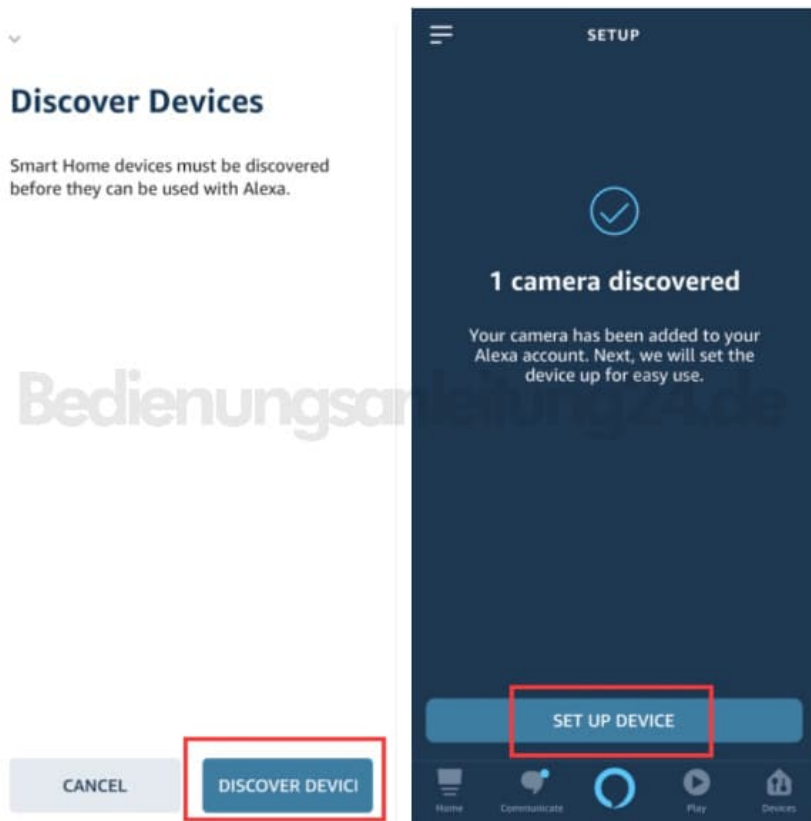 Discover Devices
Smart Home devices must be discovered
before they can be used with Alexa.
CANCEL
DISCOVER DEVICI
SETUP
1 camera discovered
Your camera has been added to your
Alexa account. Next, we will set the
device up for easy use.
SET UP DEVICE
Home
Communicate
Play
Devices
Bedienungsanleitung24.de